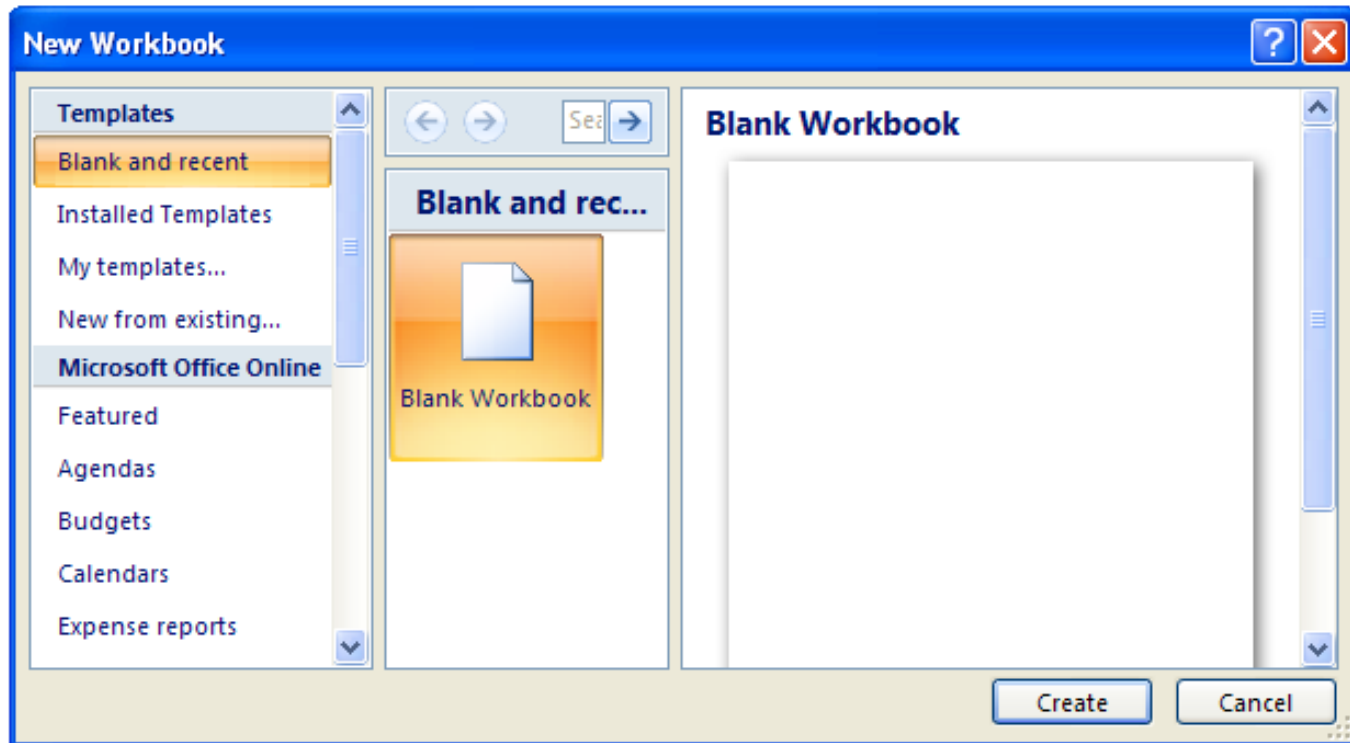 New Workbook
Templates
Blank and recent
Installed Templates
My templates...
New from existing...
Microsoft Office Online
Featured
Agendas
Budgets
Calendars
Expense reports
Sea
Blank and rec...
Blank Workbook
Blank Workbook
Create
Cancel